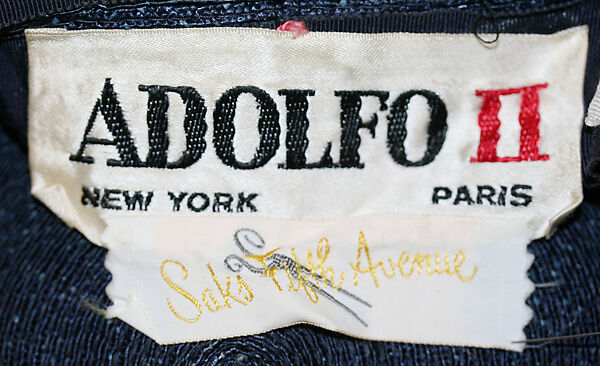 ADOLFO II
NEW YORK PARIS
Saks Fifth Avenue